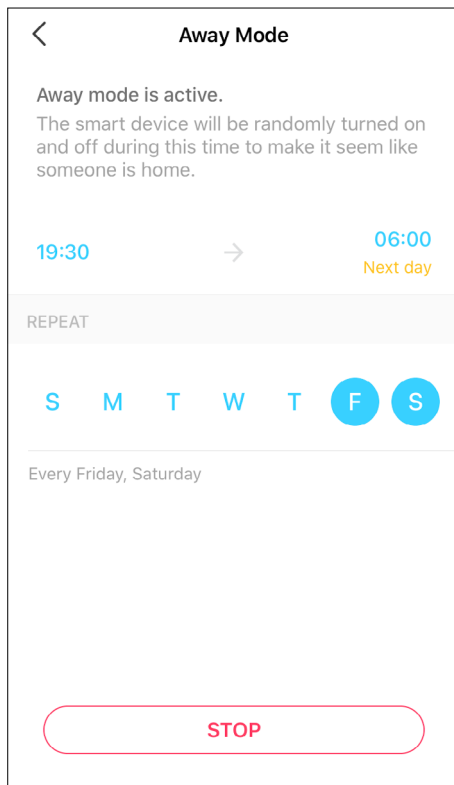 Away Mode
Away mode is active.
The smart device will be randomly turned on
and off during this time to make it seem like
someone is home.
19:30 → 06:00
Next day
REPEAT
S M T W T F S
Every Friday, Saturday
STOP